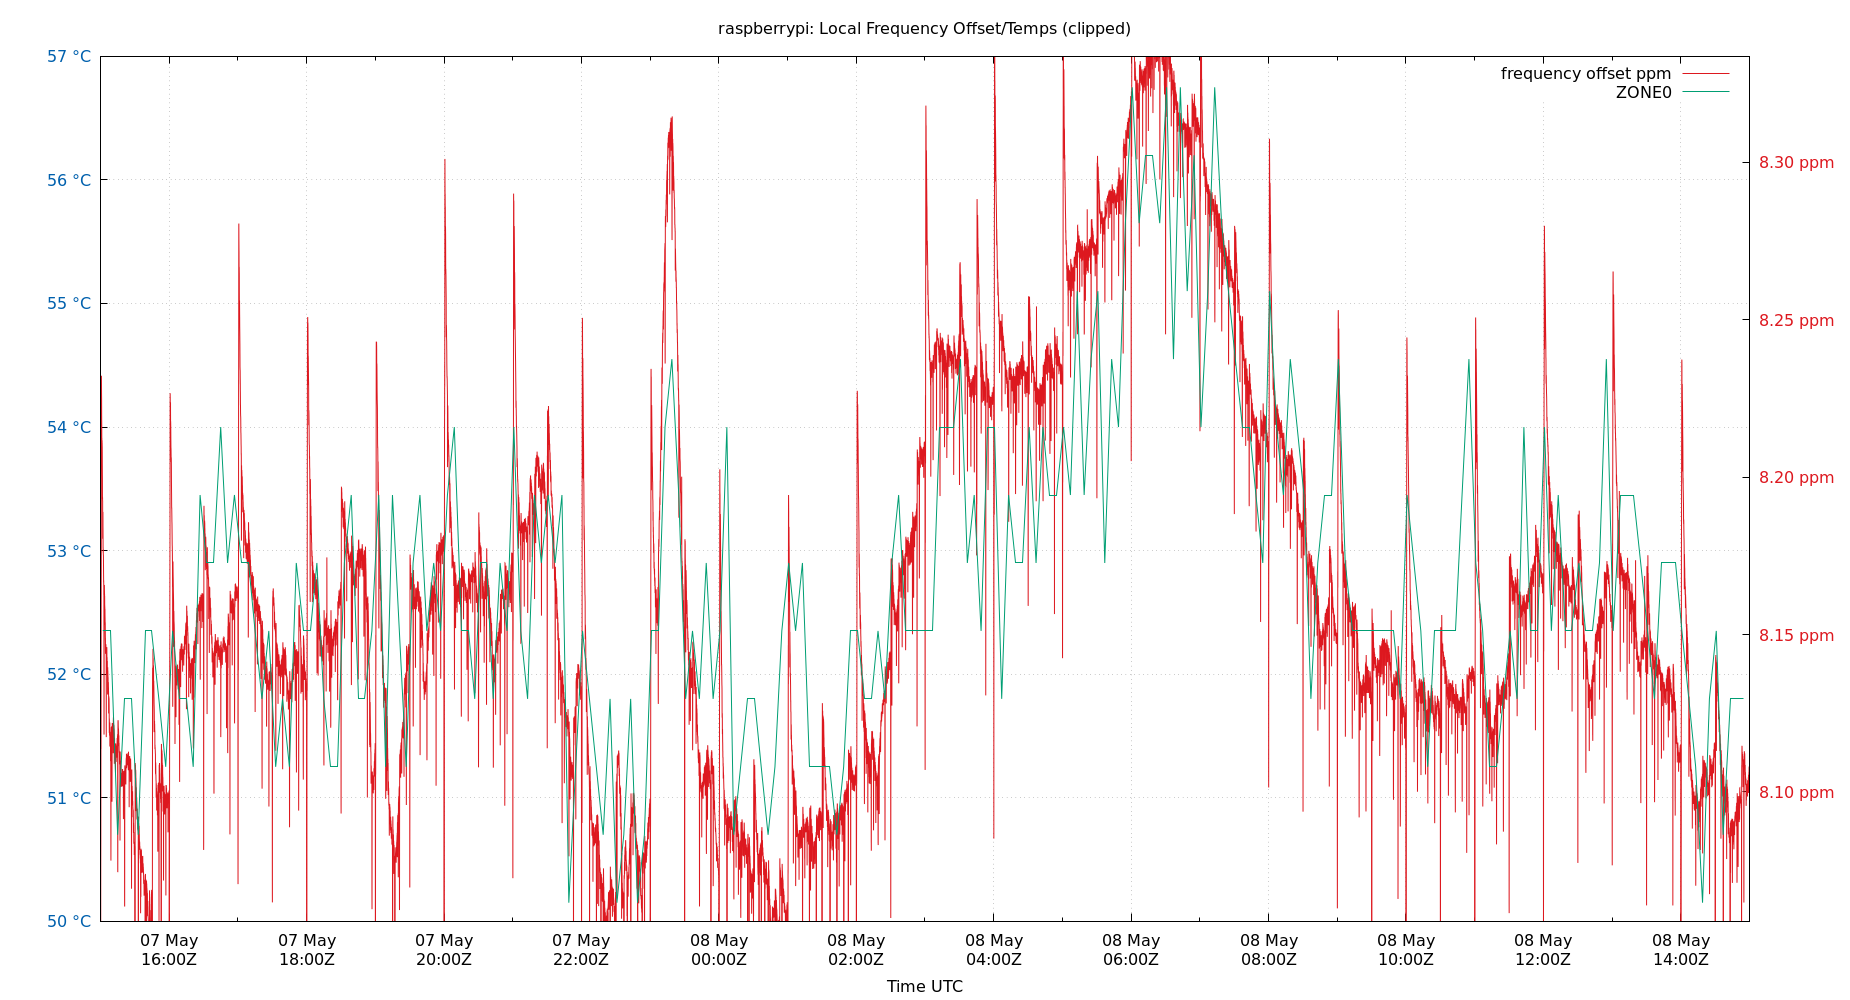 raspberrypi: Local Frequency Offset/Temps (clipped)
57 °C
56 °C
55 °C
54 °C
53 °C
52 °C
51 °C
50 °C
frequency offset ppm
ZONE0
8.30 ppm
8.25 ppm
8.20 ppm
8.15 ppm
8.10 ppm
07 May 07 May 07 May 07 May 08 May 08 May 08 May 08 May 08 May 08 May 08 May 08 May
16:00Z 18:00Z 20:00Z 22:00Z 00:00Z 02:00Z 04:00Z 06:00Z 08:00Z 10:00Z 12:00Z 14:00Z
Time UTC